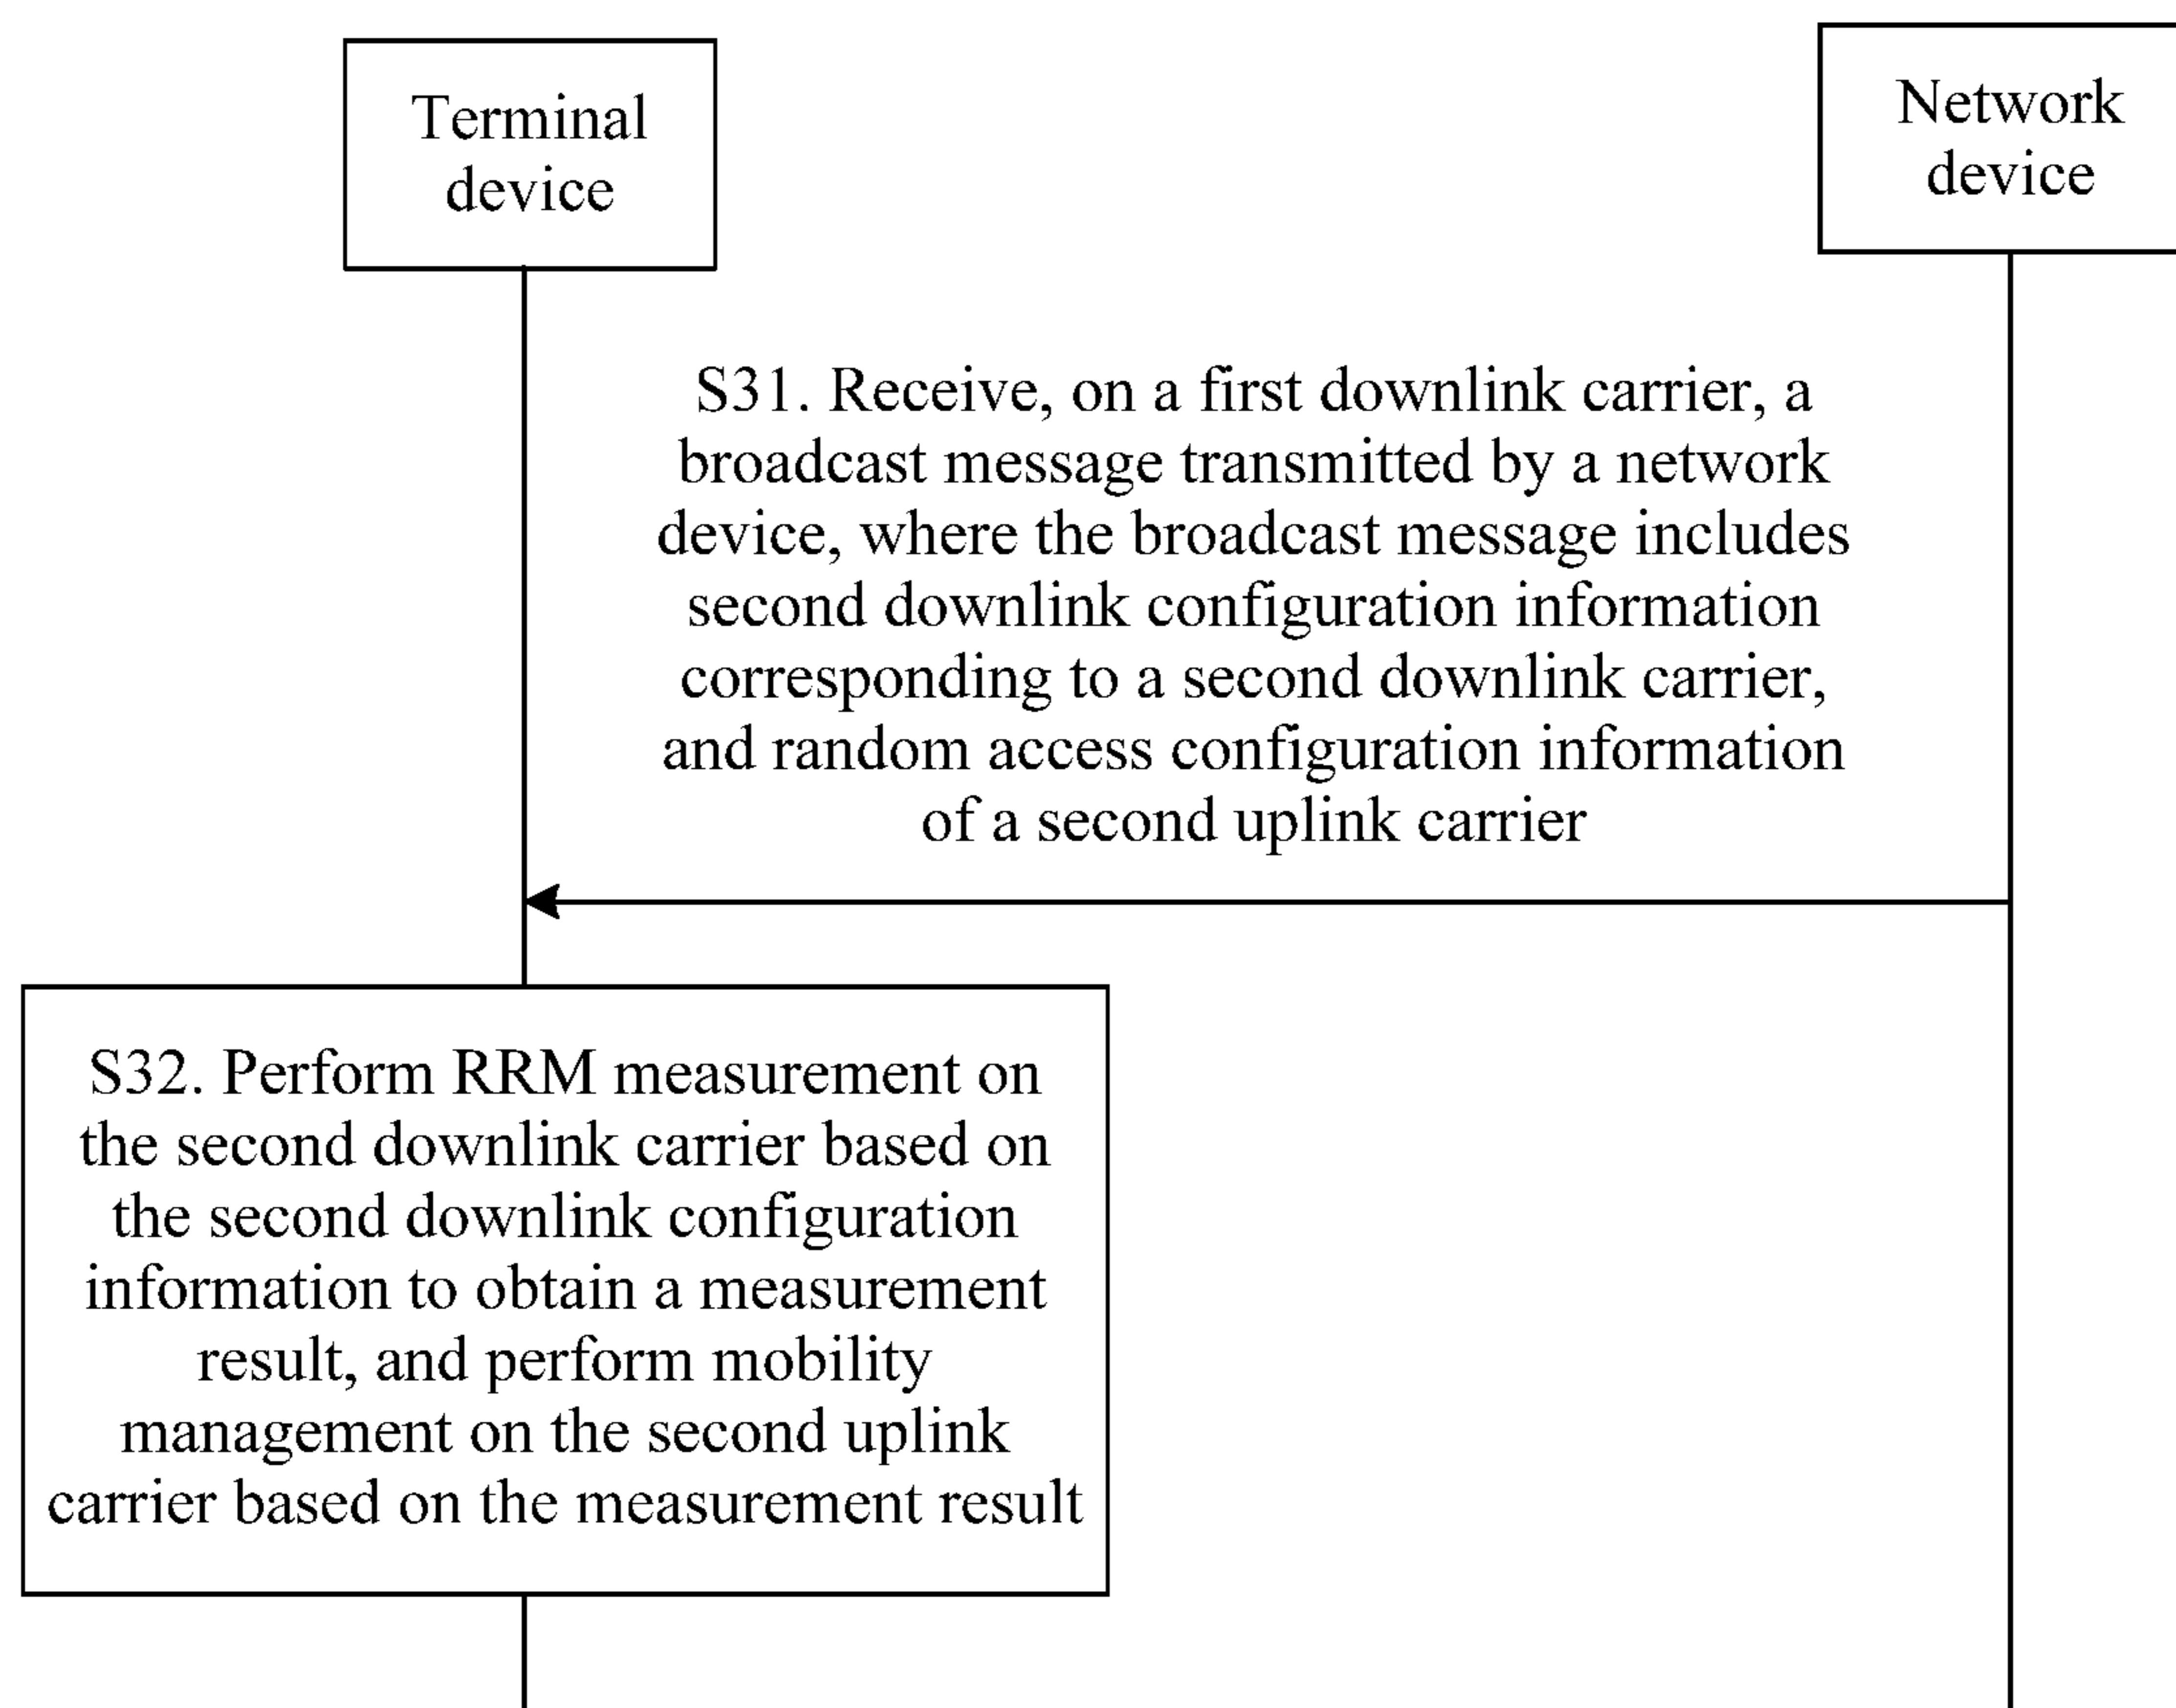 Terminal
device
Network
device
S31. Receive, on a first downlink carrier, a
broadcast message transmitted by a network
device, where the broadcast message includes
second downlink configuration information
corresponding to a second downlink carrier,
and random access configuration information
of a second uplink carrier
S32. Perform RRM measurement on
the second downlink carrier based on
the second downlink configuration
information to obtain a measurement
result, and perform mobility
management on the second uplink
carrier based on the measurement result